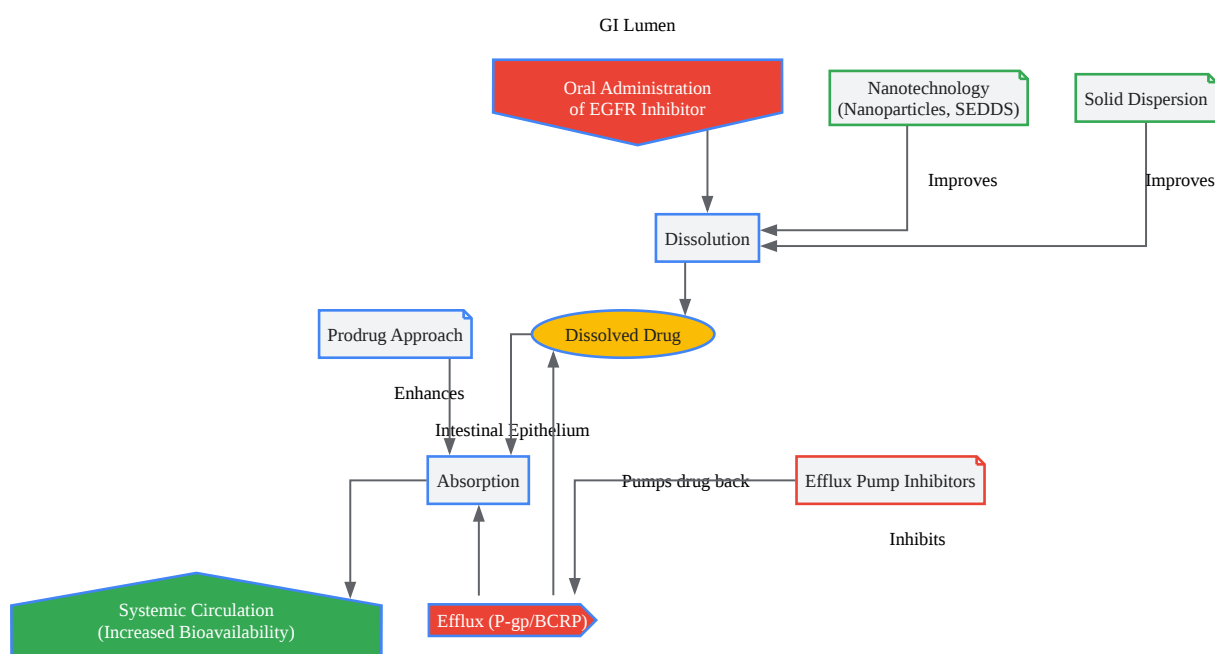 GI Lumen
Oral Administration
of EGFR Inhibitor
Nanotechnology
(Nanoparticles, SEDDS)
Solid Dispersion
Improves
Improves
Dissolution
Prodrug Approach
Dissolved Drug
Enhances
Intestinal Epithelium
Absorption
Pumps drug back
Efflux Pump Inhibitors
Inhibits
Systemic Circulation
(Increased Bioavailability)
Efflux (P-gp/BCRP)